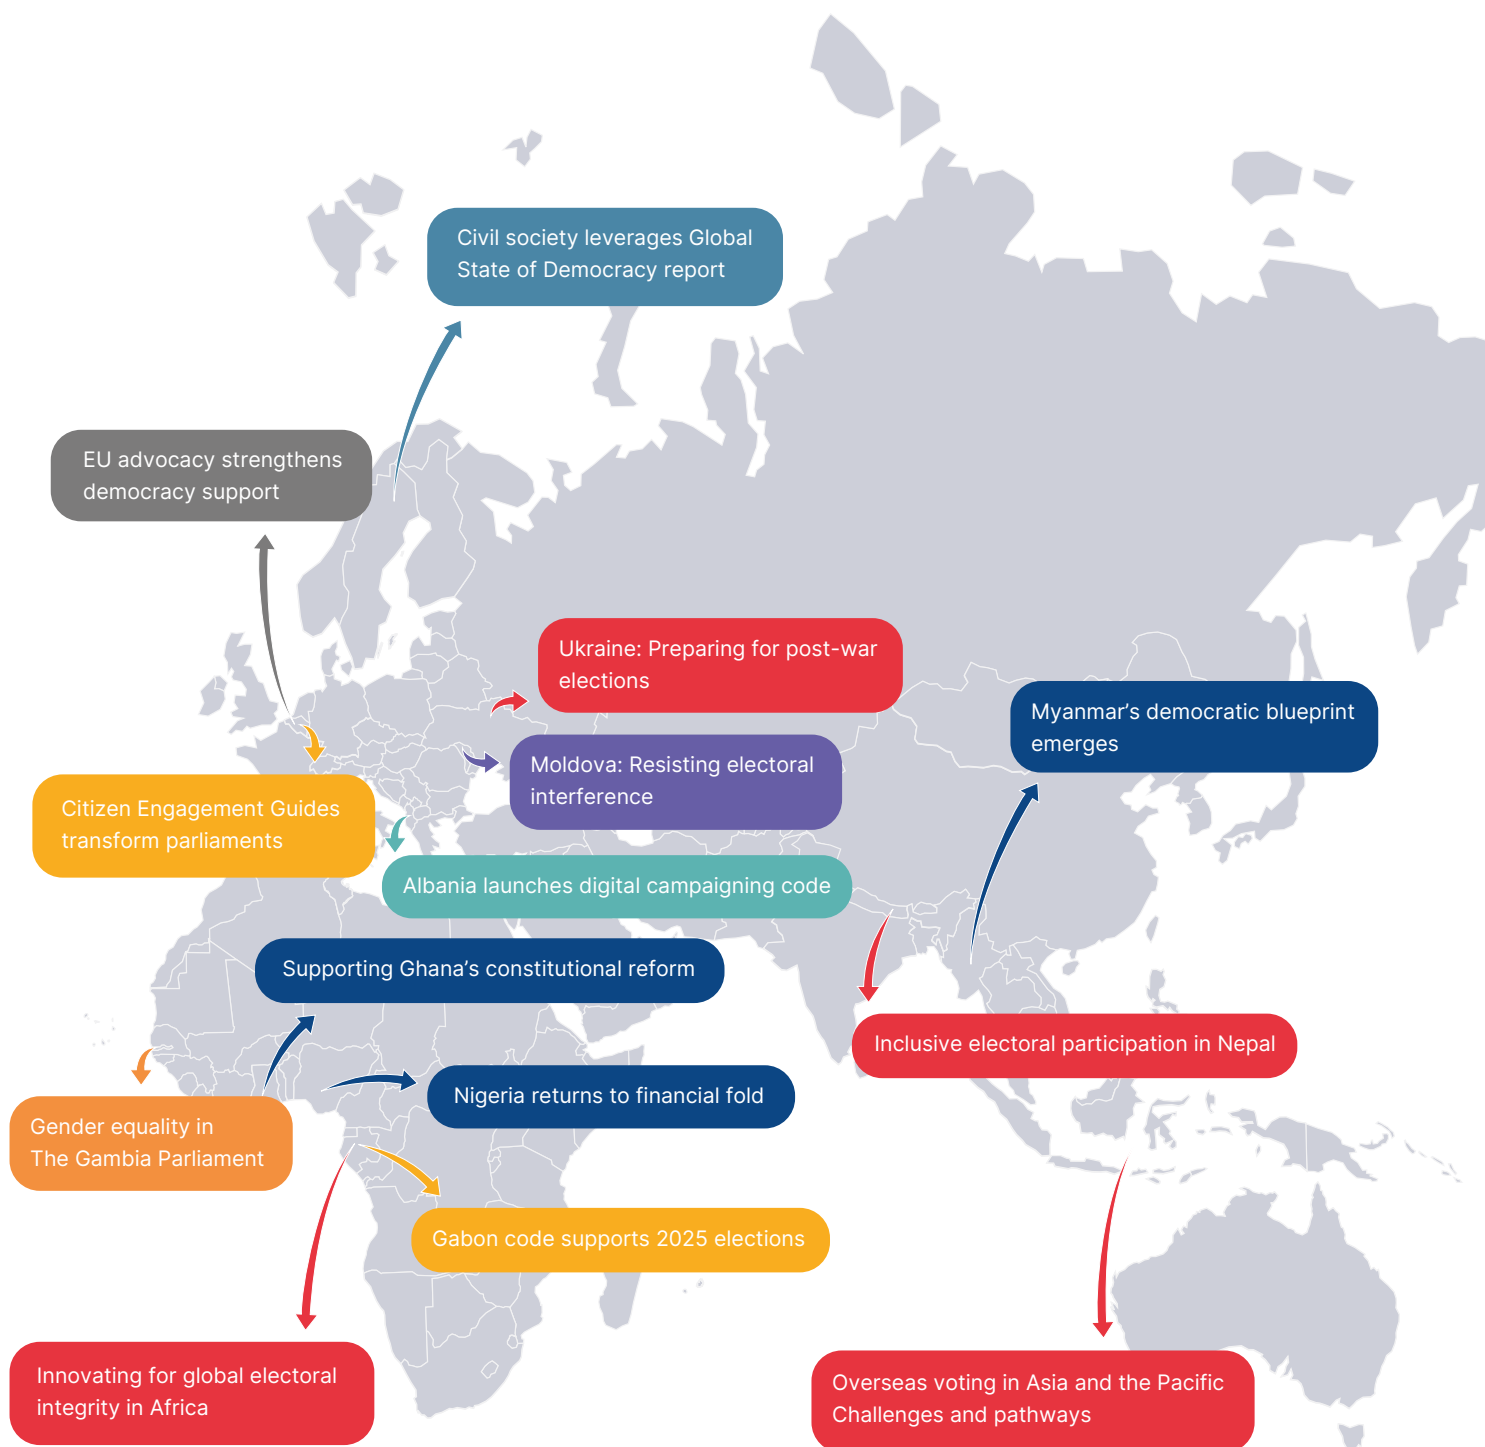 Civil society leverages Global
State of Democracy report
EU advocacy strengthens
democracy support
Ukraine: Preparing for post-war
elections
Myanmar’s democratic blueprint
emerges
Moldova: Resisting electoral
interference
Citizen Engagement Guides
transform parliaments
Albania launches digital campaigning code
Supporting Ghana’s constitutional reform
Inclusive electoral participation in Nepal
Nigeria returns to financial fold
Gender equality in
The Gambia Parliament
Gabon code supports 2025 elections
Innovating for global electoral
integrity in Africa
Overseas voting in Asia and the Pacific
Challenges and pathways